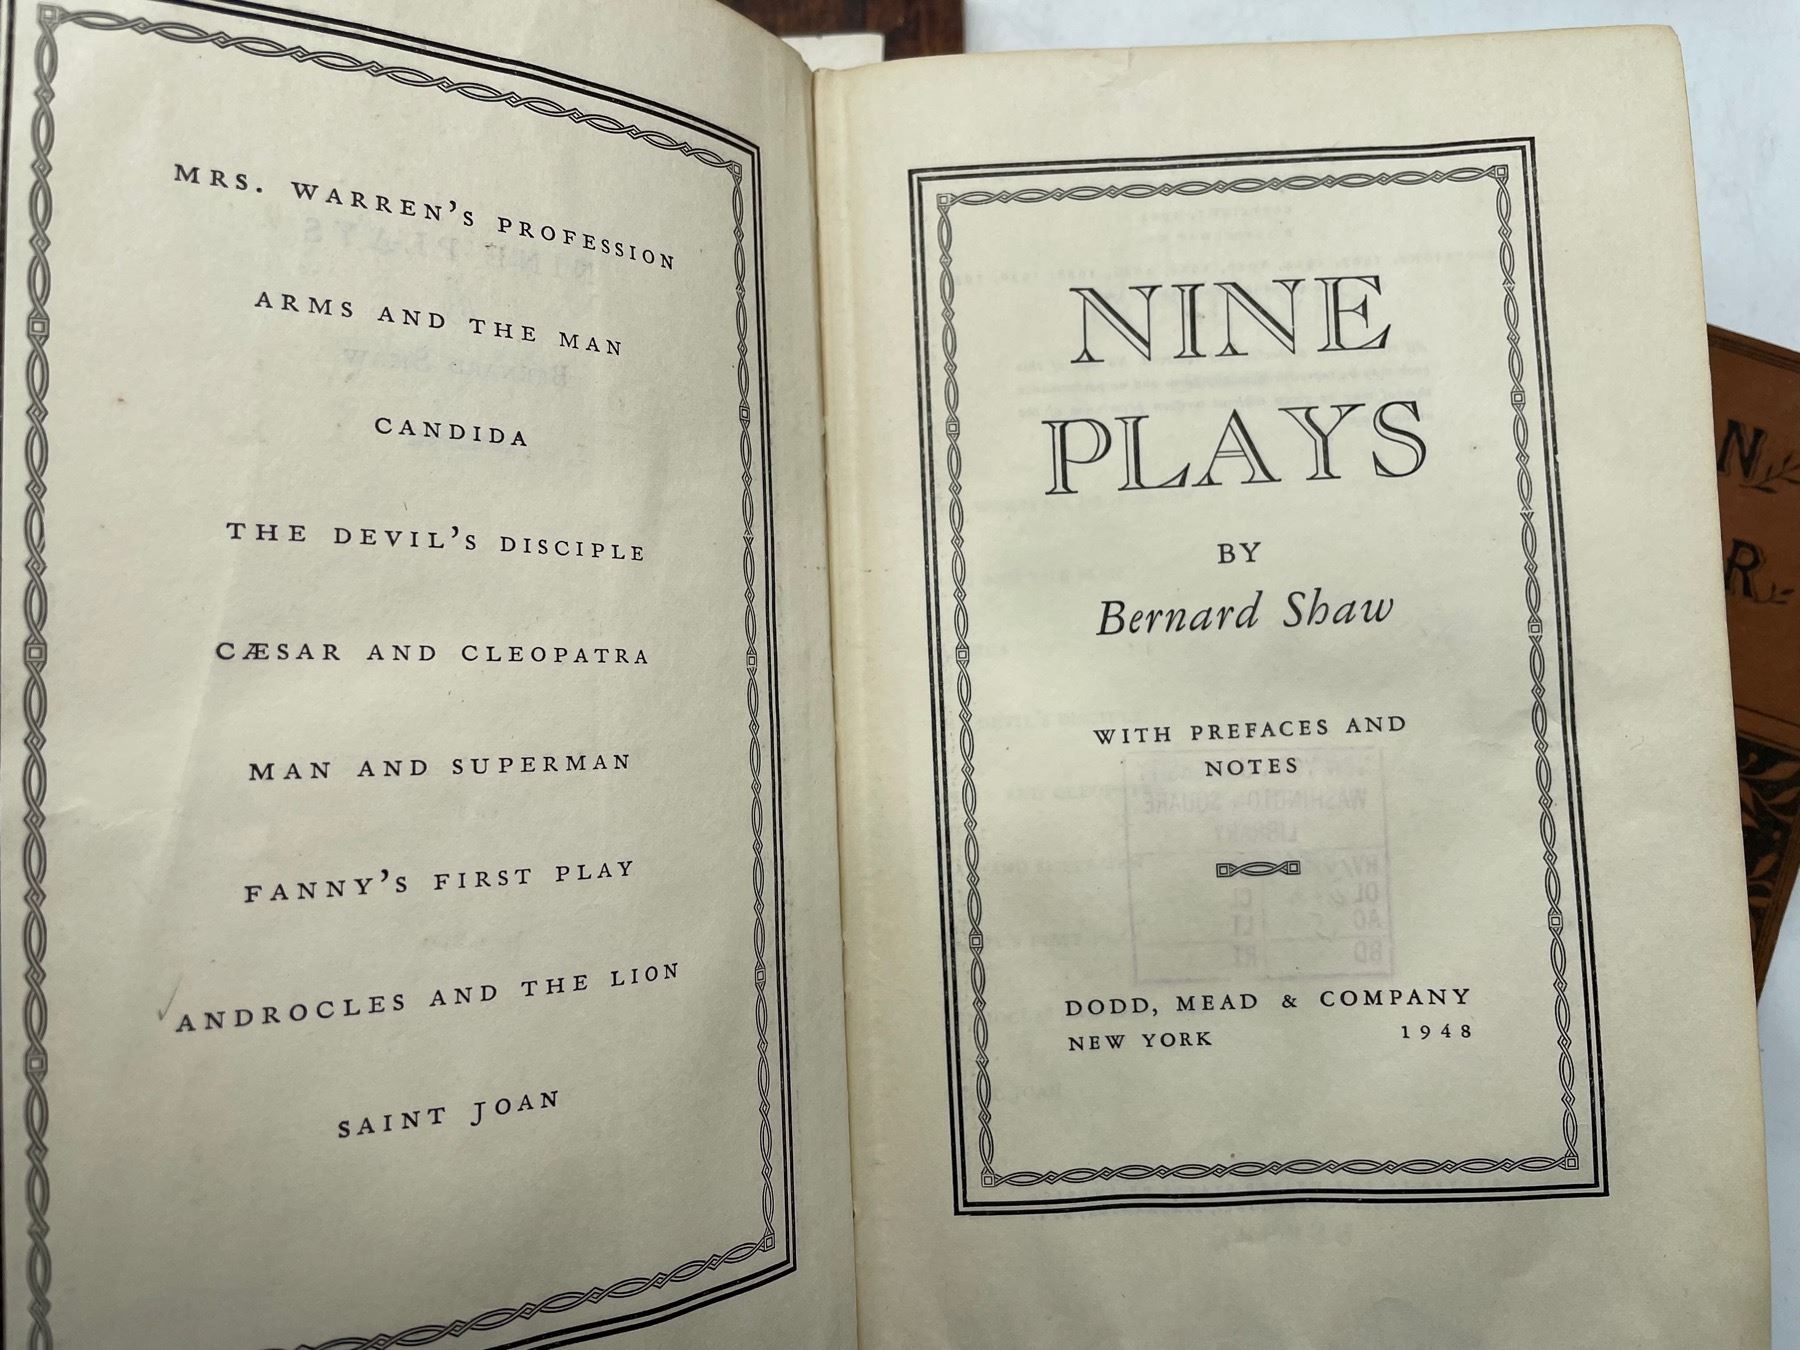 MRS. WARREN'S PROFESSION
ARMS AND THE MAN
CANDIDA
THE DEVIL'S DISCIPLE
CÆSAR AND CLEOPATRA
MAN AND SUPERMAN
FANNY'S FIRST PLAY
ANDROCLES AND THE LION
SAINT JOAN
NINE
PLAYS
BY
Bernard Shaw
WITH PREFACES AND
NOTES
WASHINGTON SQUARE
LIBRARY
DODD, MEAD & COMPANY
NEW YORK 1948
N
R